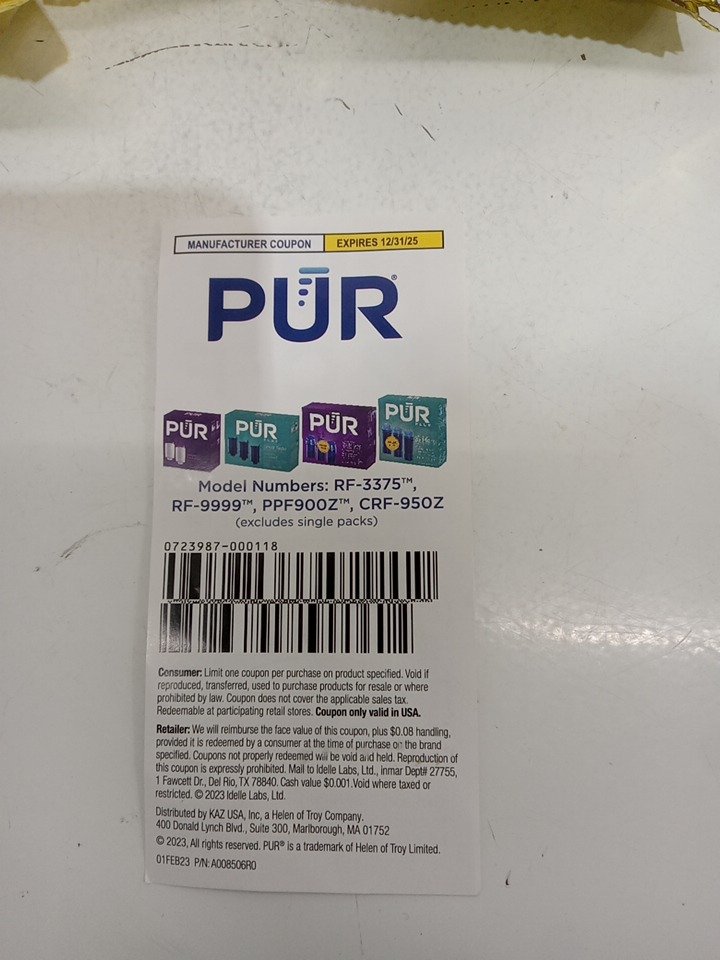 MANUFACTURER COUPON EXPIRES 12/31/25
PŪR®
PŪR PŪR PŪR PŪR
Model Numbers: RF-3375™,
RF-9999™, PPF900Z™, CRF-950Z
(excludes single packs)
0723987-000118
Consumer: Limit one coupon per purchase on product specified. Void if
reproduced, transferred, used to purchase products for resale or where
prohibited by law. Coupon does not cover the applicable sales tax.
Redeemable at participating retail stores. Coupon only valid in USA.
Retailer: We will reimburse the face value of this coupon, plus $0.08 handling,
provided it is redeemed by a consumer at the time of purchase on the brand
specified. Coupons not properly redeemed will be void and held. Reproduction of
this coupon is expressly prohibited. Mail to Idelle Labs, Ltd., inmar Dept# 27755,
1 Fawcett Dr., Del Rio, TX 78840. Cash value $0.001.Void where taxed or
restricted. © 2023 Idelle Labs, Ltd.
Distributed by KAZ USA, Inc, a Helen of Troy Company.
400 Donald Lynch Blvd., Suite 300, Marlborough, MA 01752
© 2023, All rights reserved. PUR® is a trademark of Helen of Troy Limited.
01FEB23 P/N: A008506R0